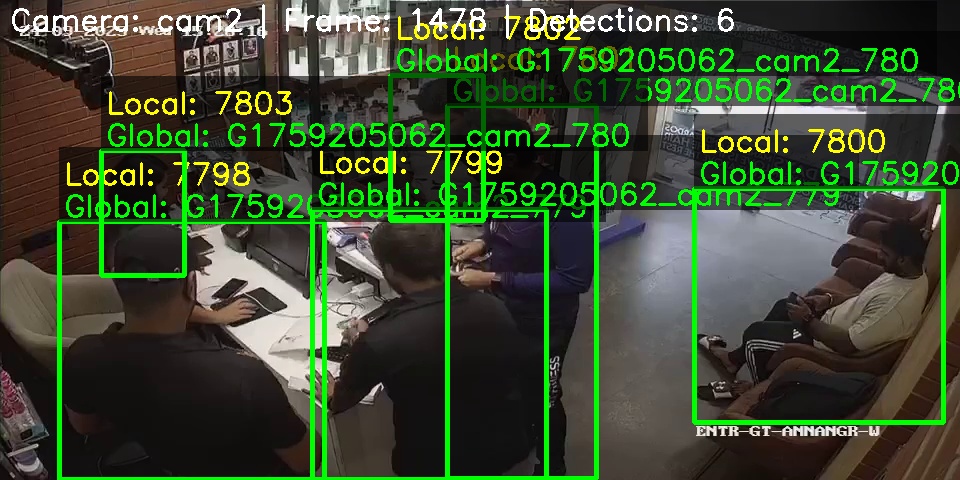 Camera: cam2 | Frame: 1478 | Detections: 6
Local: 7802
Global: G1759205062_cam2_780
Global: G1759205062_cam2_780
Local: 7803
Global: G1759205062_cam2_780
Local: 7800
Global: G175920
Local: 7799
Global: G1759205062_cam2_779
Local: 7798
ENTR-GT-ANNANGR-W